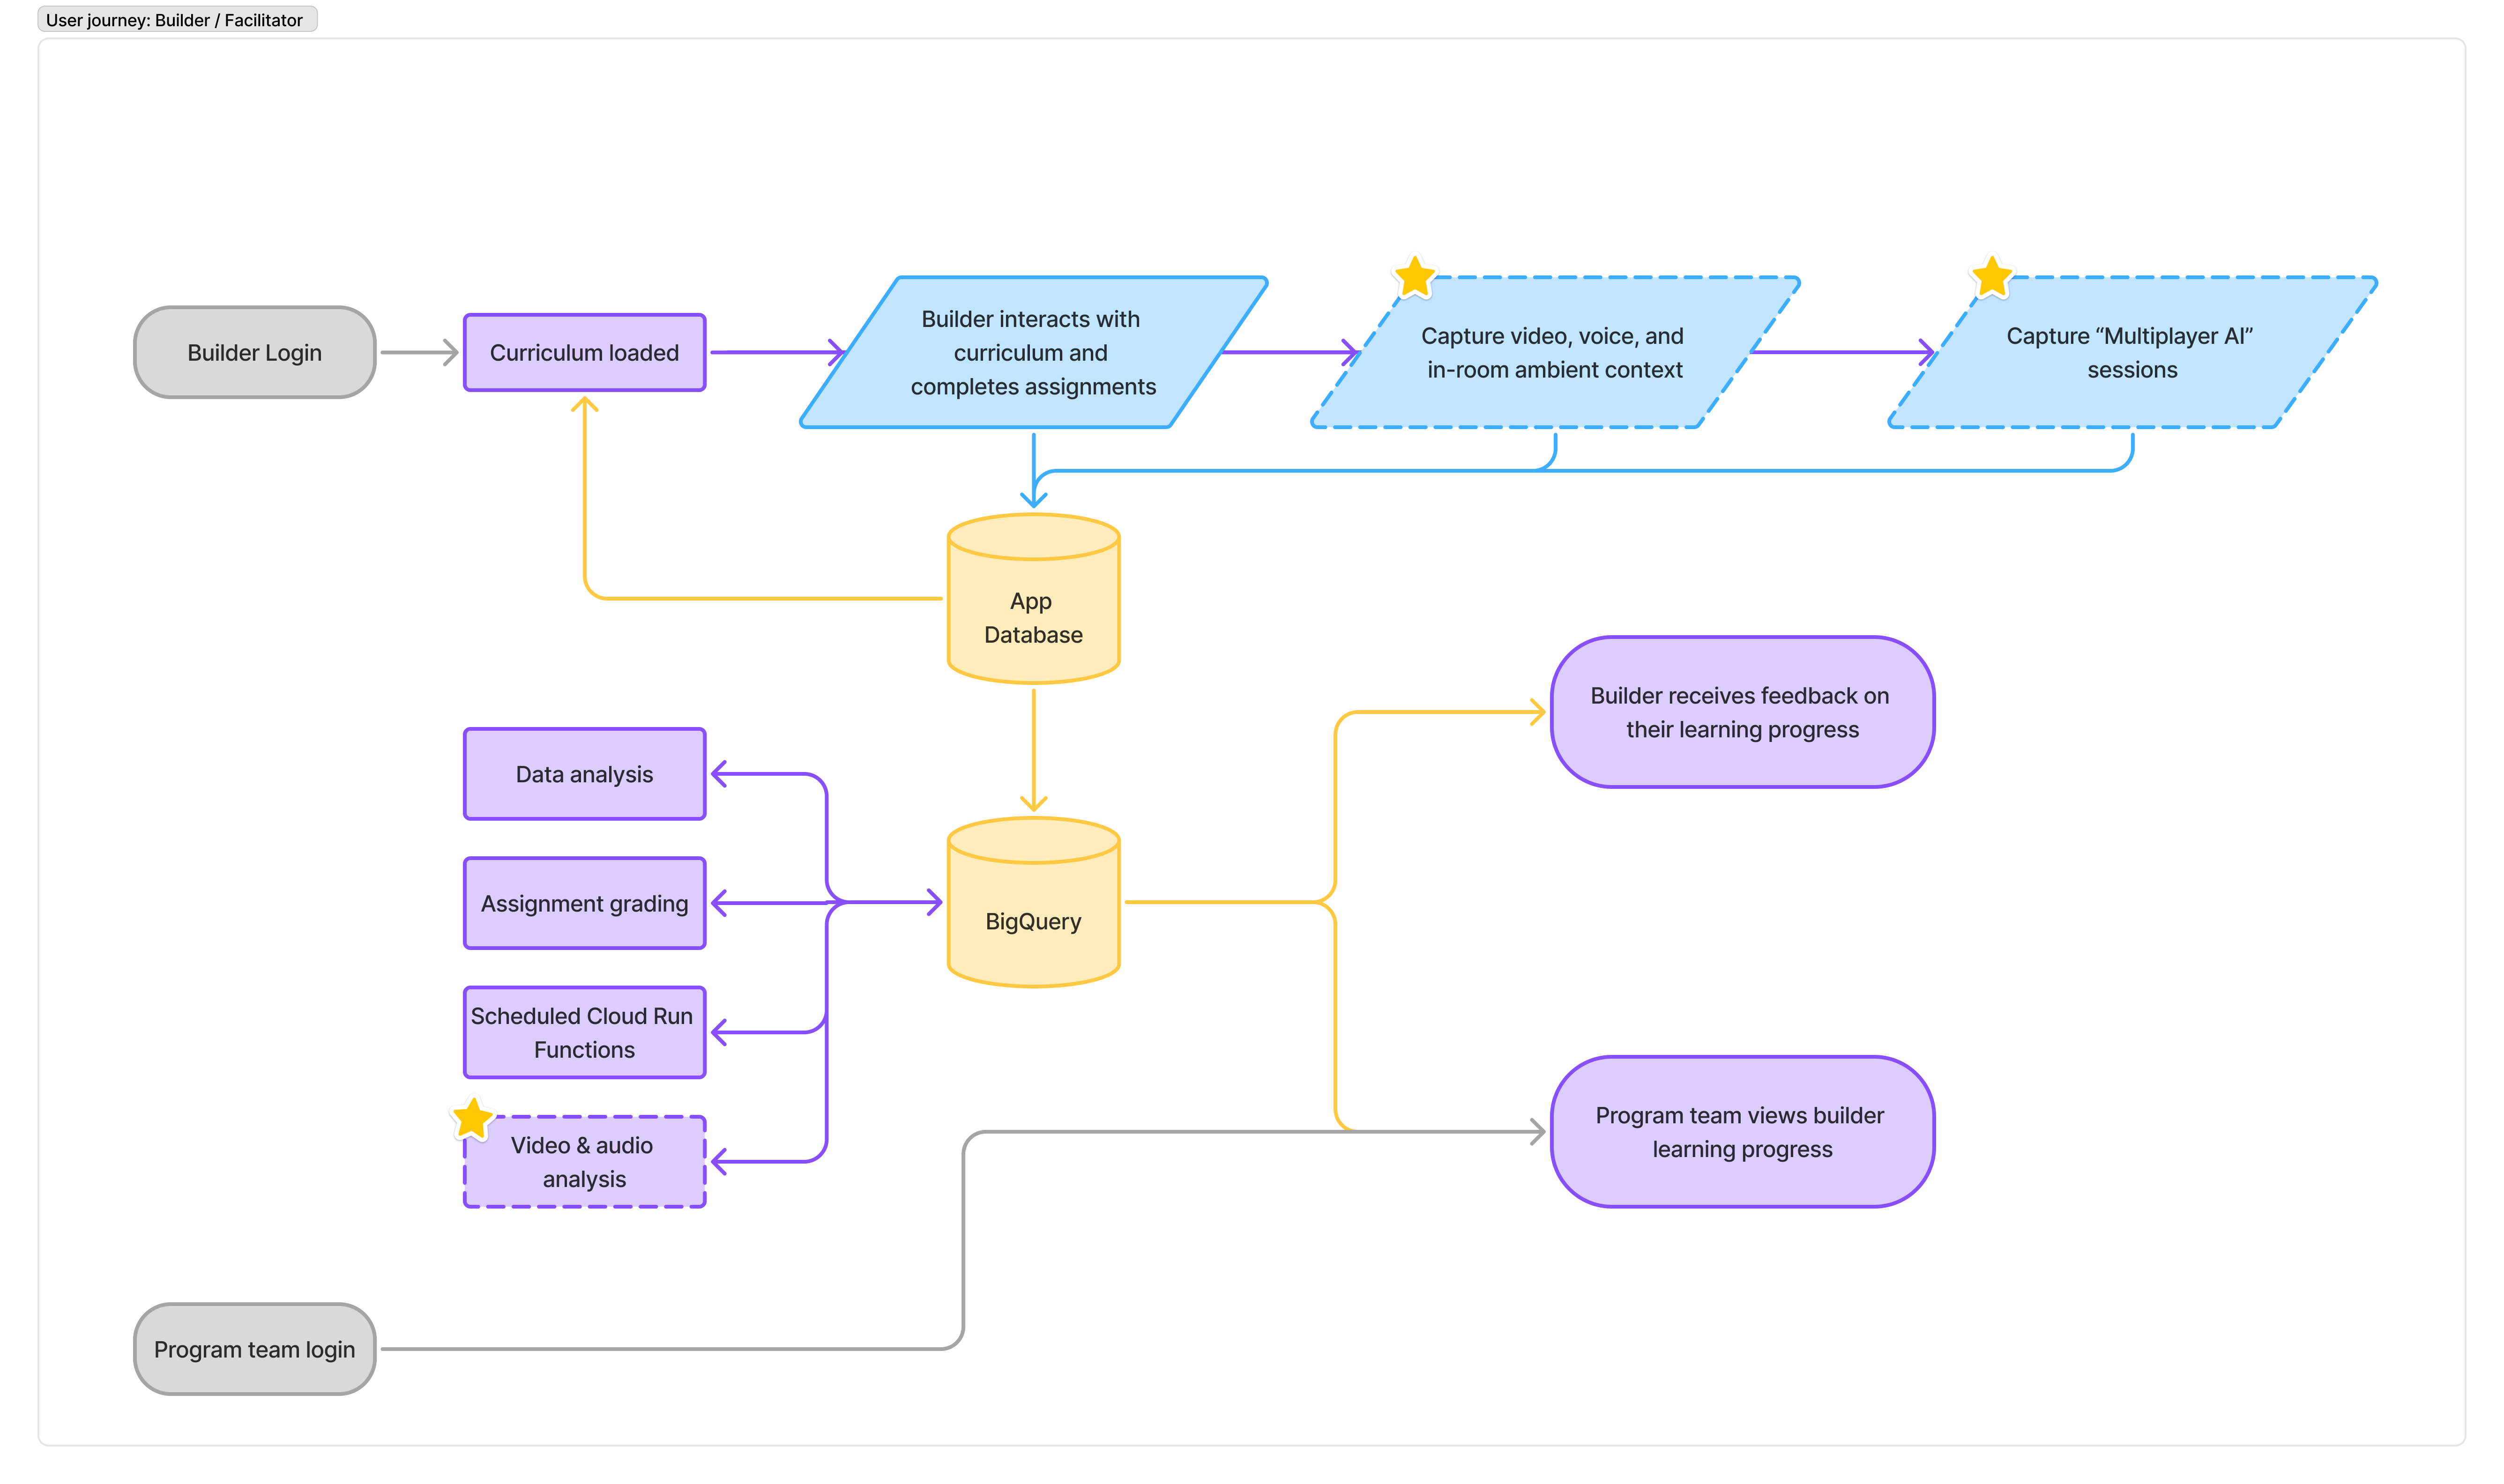 User journey: Builder / Facilitator
Builder Login
Curriculum loaded
Builder interacts with
curriculum and
completes assignments
Capture video, voice, and
in-room ambient context
Capture “Multiplayer AI”
sessions
App
Database
Builder receives feedback on
their learning progress
Data analysis
Assignment grading
BigQuery
Scheduled Cloud Run
Functions
Video & audio
analysis
Program team views builder
learning progress
Program team login